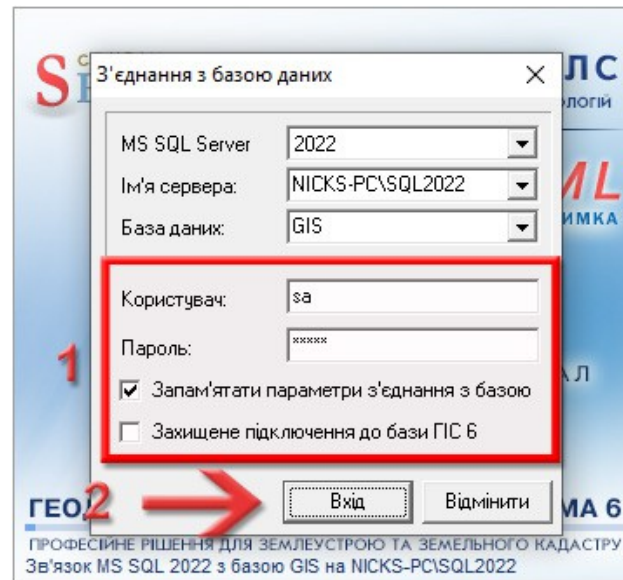 З'єднання з базою даних
ЛС
логій
MS SQL Server
2022
Ім'я сервера:
NICKS-PC\SQL2022
ML
ИМКА
База даних:
GIS
Користувач:
sa
Пароль:
×××××
1
АЛ
Запам'ятати параметри з'єднання з базою
Захищене підключення до бази ГІС 6
2
Вхід
Відмінити
ГЕО
МА 6
ПРОФЕСІЙНЕ РІШЕННЯ ДЛЯ ЗЕМЛЕУСТРОЮ ТА ЗЕМЕЛЬНОГО КАДАСТРУ
Зв'язок MS SQL 2022 з базою GIS на NICKS-PC\SQL2022